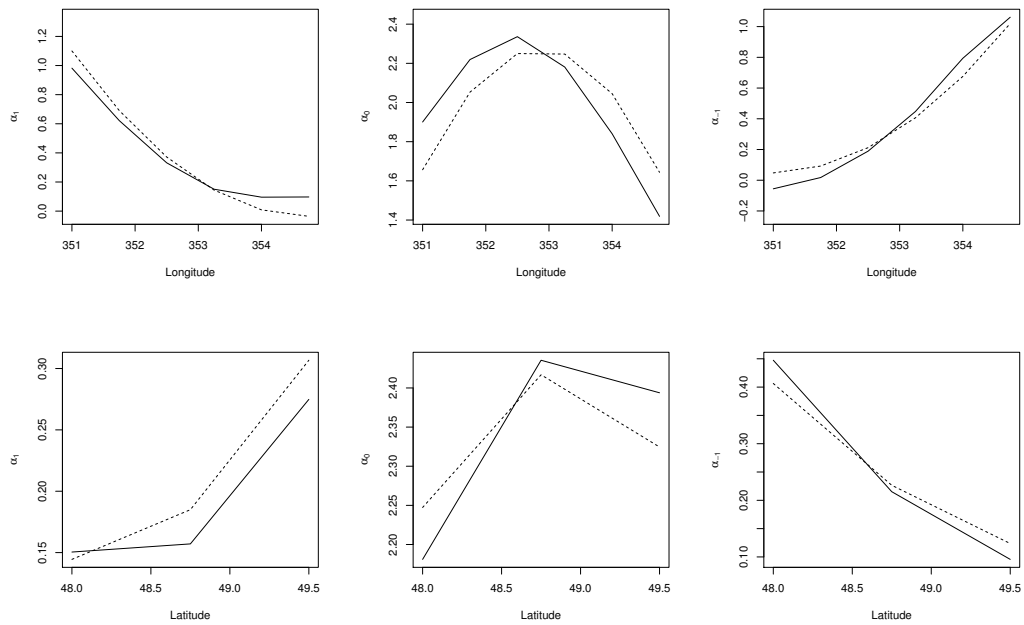 α₁
1.2
1.0
0.8
0.6
0.4
0.2
0.0
351 352 353 354
Longitude
α₀
2.4
2.2
2.0
1.8
1.6
1.4
351 352 353 354
Longitude
α₋₁
1.0
0.8
0.6
0.4
0.2
0.0
−0.2
351 352 353 354
Longitude
α₁
0.30
0.25
0.20
0.15
48.0 48.5 49.0 49.5
Latitude
α₀
2.40
2.35
2.30
2.25
2.20
48.0 48.5 49.0 49.5
Latitude
α₋₁
0.40
0.30
0.20
0.10
48.0 48.5 49.0 49.5
Latitude